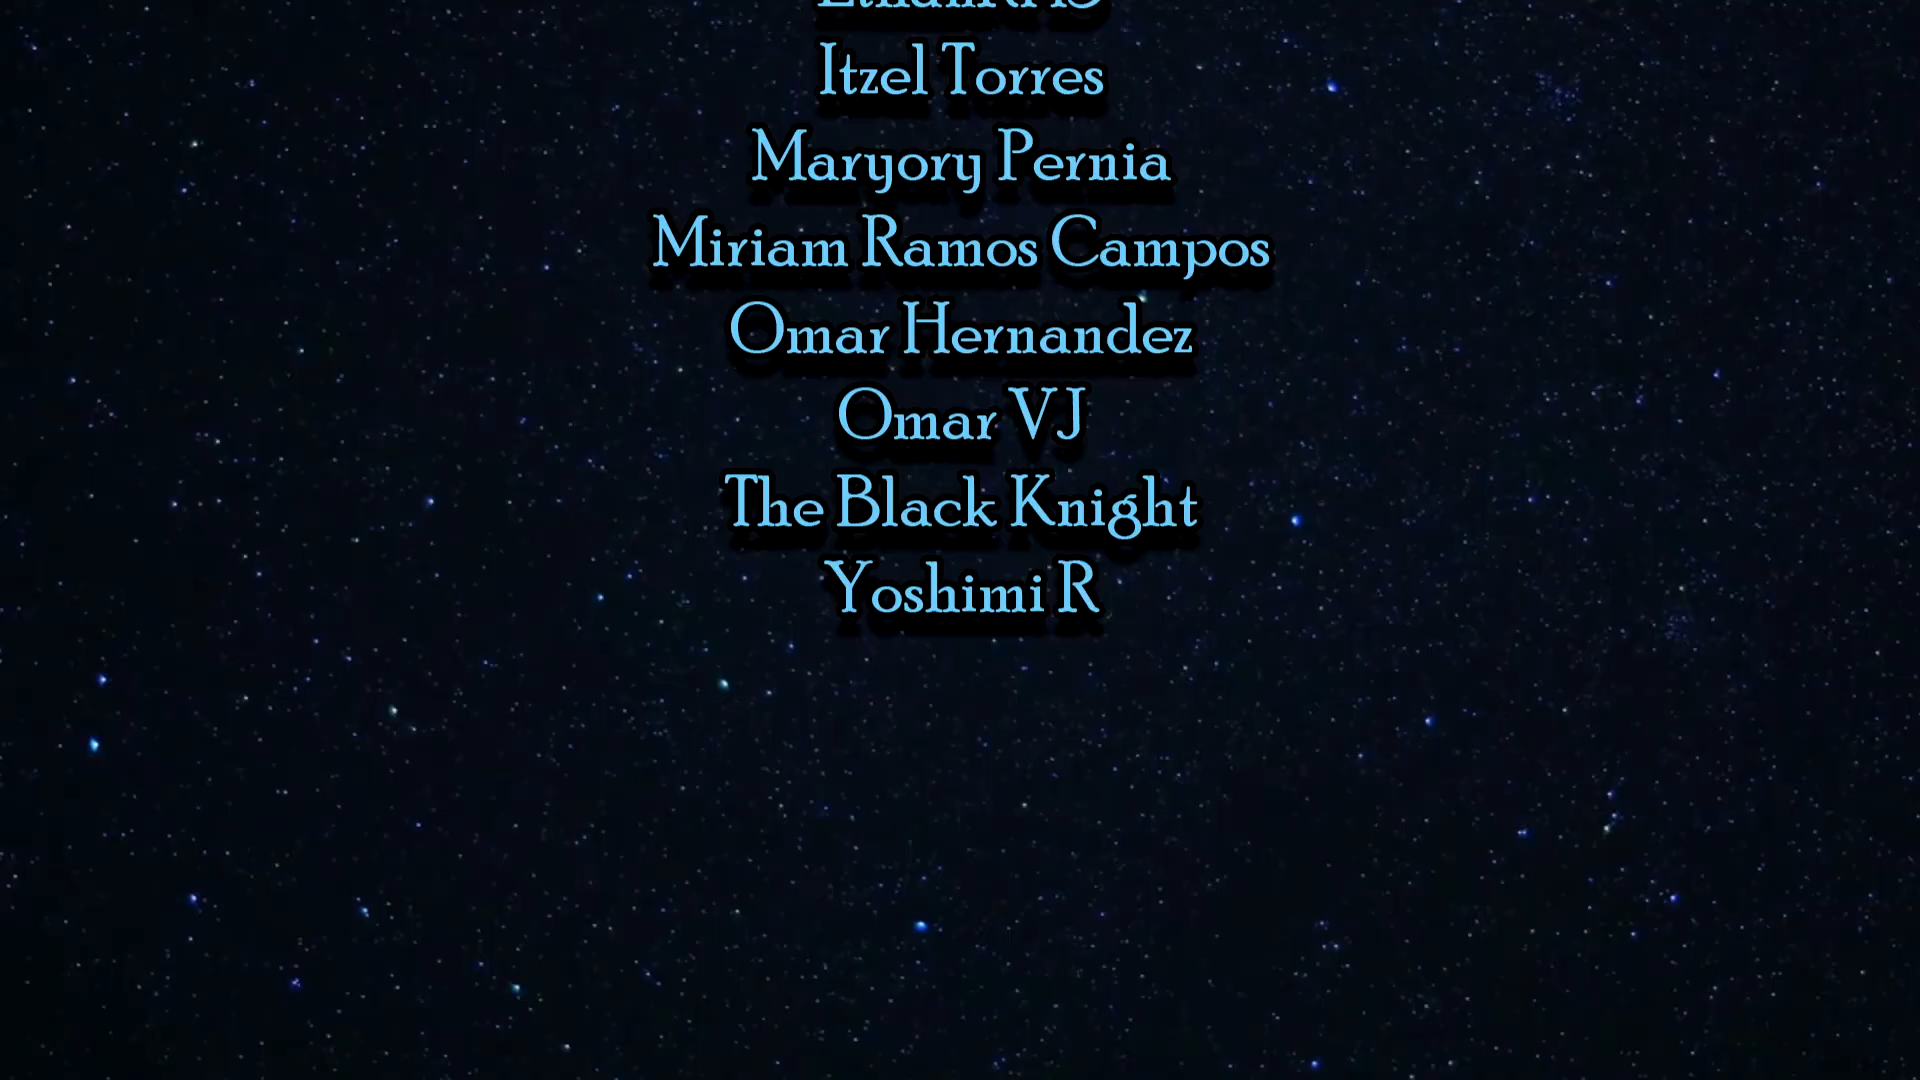 Itzel Torres
Maryory Pernia
Miriam Ramos Campos
Omar Hernandez
Omar VJ
The Black Knight
Yoshimi R